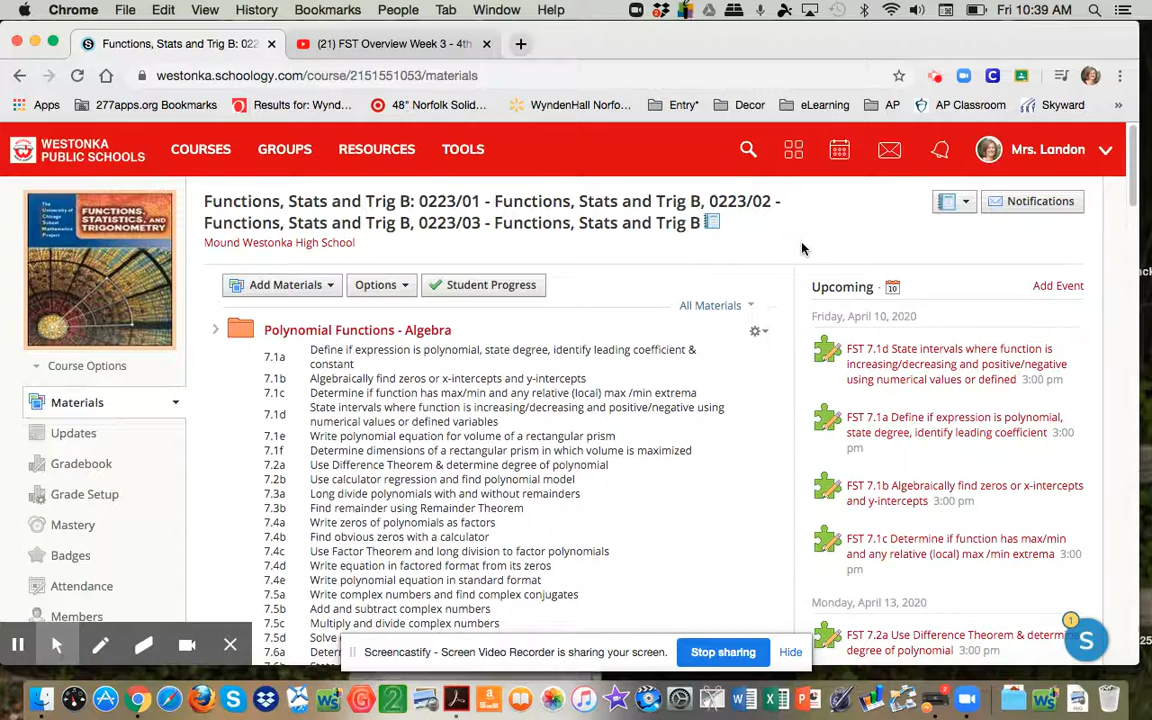 Chrome File Edit View History Bookmarks People Tab Window Help Fri 10:39 AM
Functions, Stats and Trig B: 022 (21) FST Overview Week 3 - 4th
westonka.schoology.com/course/2151551053/materials
Apps 277apps.org Bookmarks Results for: Wynd... 48" Norfolk Solid... WyndenHall Norfo... Entry* Decor eLearning AP AP Classroom Skyward »
WESTONKA
PUBLIC SCHOOLS
COURSES GROUPS RESOURCES TOOLS Mrs. Landon
The University of Chicago School Mathematics Project
FUNCTIONS,
STATISTICS, AND
TRIGONOMETRY
Course Options
Materials
Updates
Gradebook
Grade Setup
Mastery
Badges
Attendance
Members
Functions, Stats and Trig B: 0223/01 - Functions, Stats and Trig B, 0223/02 -
Functions, Stats and Trig B, 0223/03 - Functions, Stats and Trig B
Mound Westonka High School
Notifications
Add Materials Options Student Progress
All Materials
Polynomial Functions - Algebra
7.1a Define if expression is polynomial, state degree, identify leading coefficient &
constant
7.1b Algebraically find zeros or x-intercepts and y-intercepts
7.1c Determine if function has max/min and any relative (local) max /min extrema
7.1d State intervals where function is increasing/decreasing and positive/negative using
numerical values or defined variables
7.1e Write polynomial equation for volume of a rectangular prism
7.1f Determine dimensions of a rectangular prism in which volume is maximized
7.2a Use Difference Theorem & determine degree of polynomial
7.2b Use calculator regression and find polynomial model
7.3a Long divide polynomials with and without remainders
7.3b Find remainder using Remainder Theorem
7.4a Write zeros of polynomials as factors
7.4b Find obvious zeros with a calculator
7.4c Use Factor Theorem and long division to factor polynomials
7.4d Write equation in factored format from its zeros
7.4e Write polynomial equation in standard format
7.5a Write complex numbers and find complex conjugates
7.5b Add and subtract complex numbers
7.5c Multiply and divide complex numbers
7.5d Solve
7.6a Deter
Upcoming · 10 Add Event
Friday, April 10, 2020
FST 7.1d State intervals where function is
increasing/decreasing and positive/negative
using numerical values or defined 3:00 pm
FST 7.1a Define if expression is polynomial,
state degree, identify leading coefficient 3:00
pm
FST 7.1b Algebraically find zeros or x-intercepts
and y-intercepts 3:00 pm
FST 7.1c Determine if function has max/min
and any relative (local) max /min extrema 3:00
pm
Monday, April 13, 2020
FST 7.2a Use Difference Theorem & determine
degree of polynomial 3:00 pm
1
S
Screencastify - Screen Video Recorder is sharing your screen. Stop sharing Hide